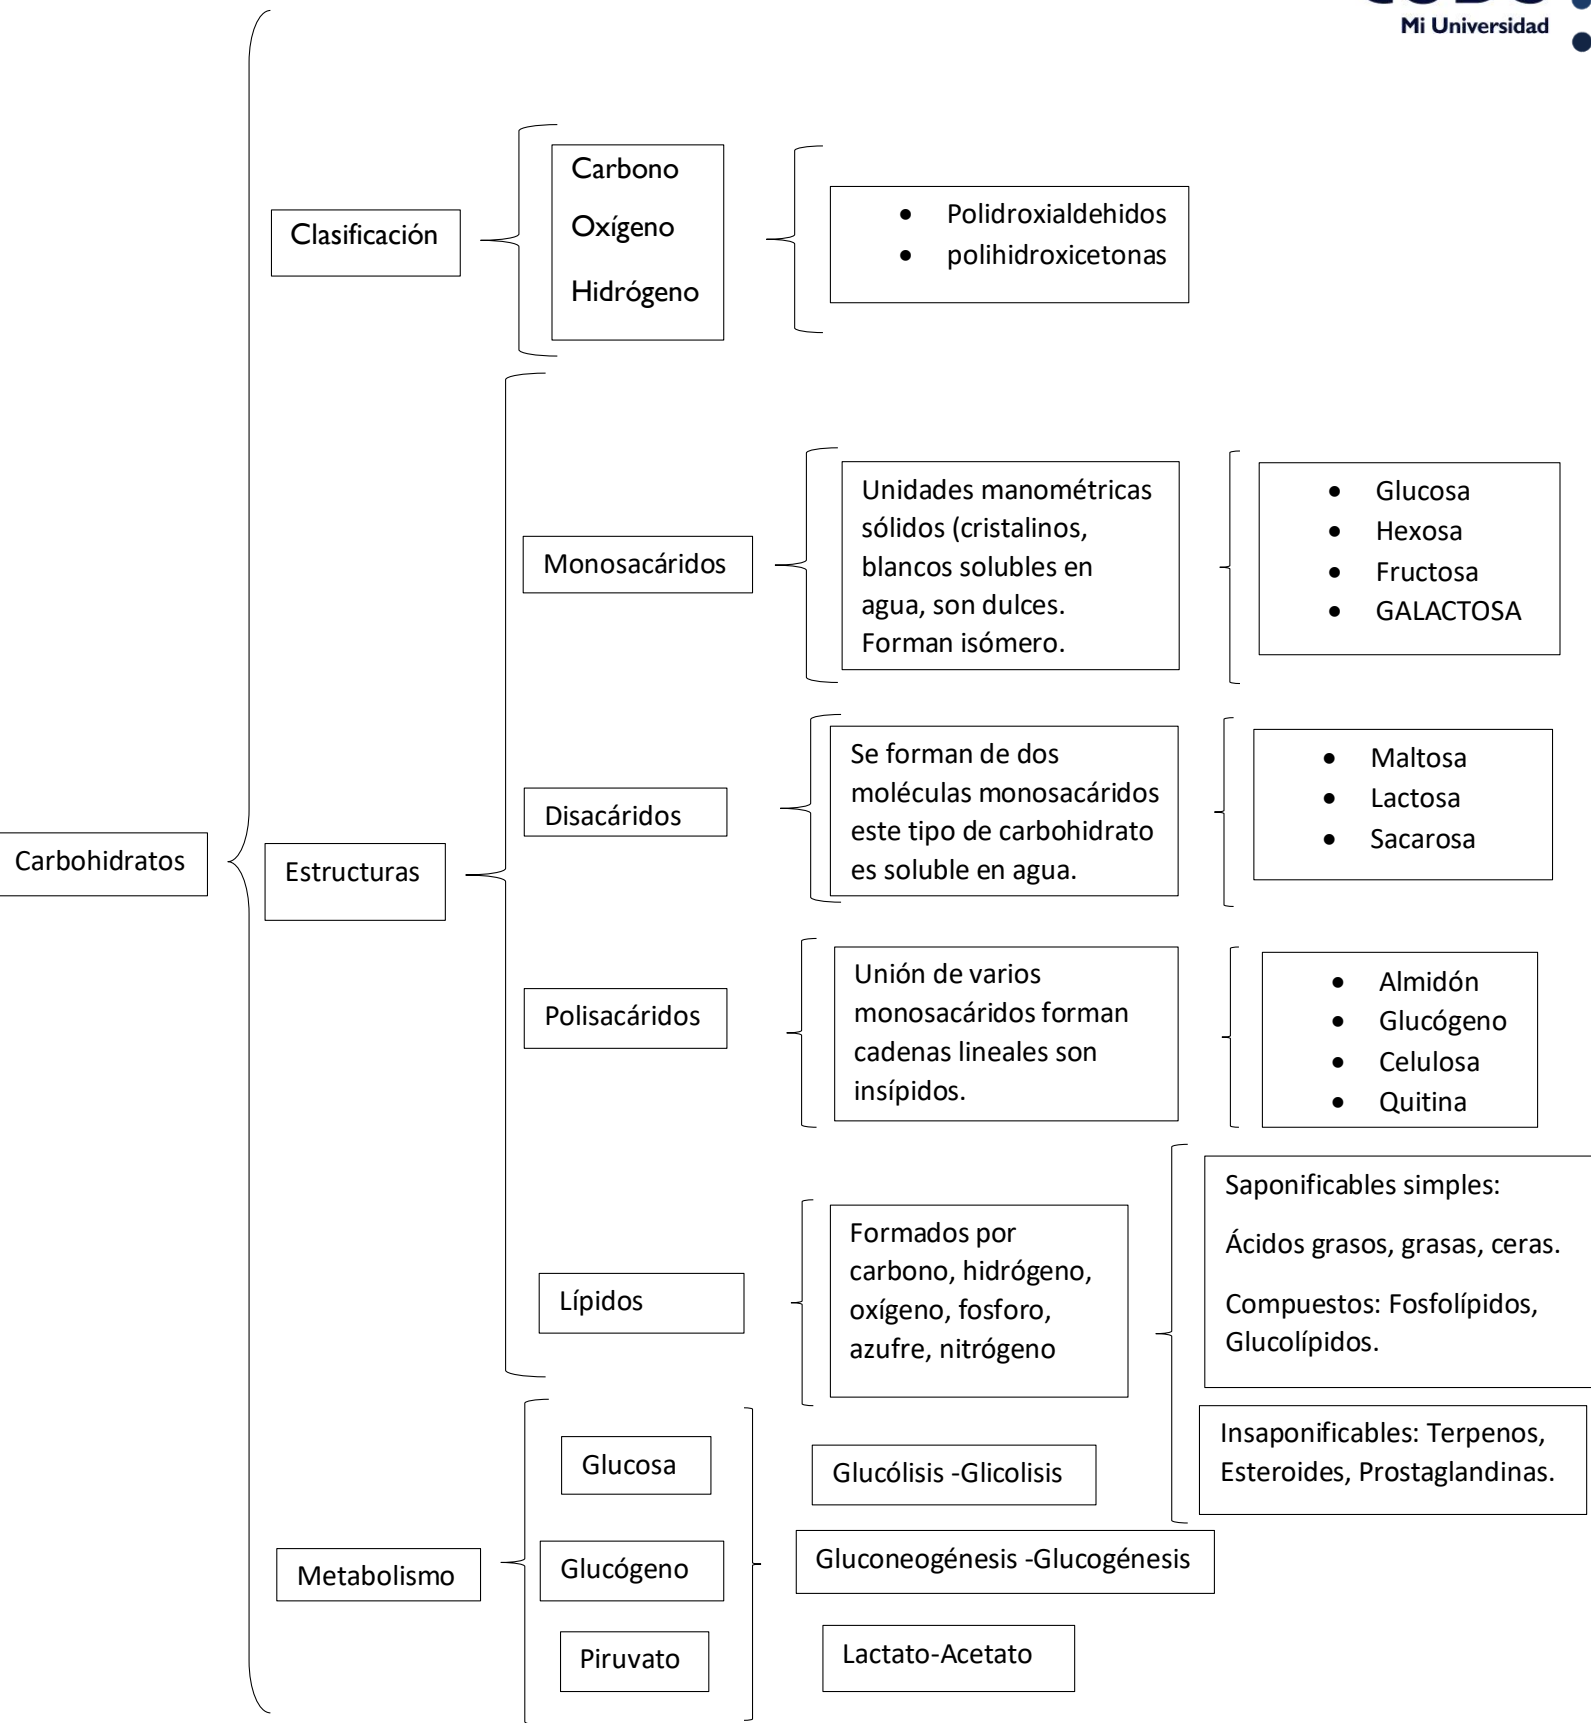 Mi Universidad
Carbohidratos
Clasificación
Carbono
Oxígeno
Hidrógeno
• Polidroxialdehidos
• polihidroxicetonas
Estructuras
Monosacáridos
Unidades manométricas
sólidos (cristalinos,
blancos solubles en
agua, son dulces.
Forman isómero.
• Glucosa
• Hexosa
• Fructosa
• GALACTOSA
Disacáridos
Se forman de dos
moléculas monosacáridos
este tipo de carbohidrato
es soluble en agua.
• Maltosa
• Lactosa
• Sacarosa
Polisacáridos
Unión de varios
monosacáridos forman
cadenas lineales son
insípidos.
• Almidón
• Glucógeno
• Celulosa
• Quitina
Lípidos
Formados por
carbono, hidrógeno,
oxígeno, fosforo,
azufre, nitrógeno
Saponificables simples:
Ácidos grasos, grasas, ceras.
Compuestos: Fosfolípidos,
Glucolípidos.
Insaponificables: Terpenos,
Esteroides, Prostaglandinas.
Metabolismo
Glucosa
Glucógeno
Piruvato
Glucólisis -Glicolisis
Gluconeogénesis -Glucogénesis
Lactato-Acetato